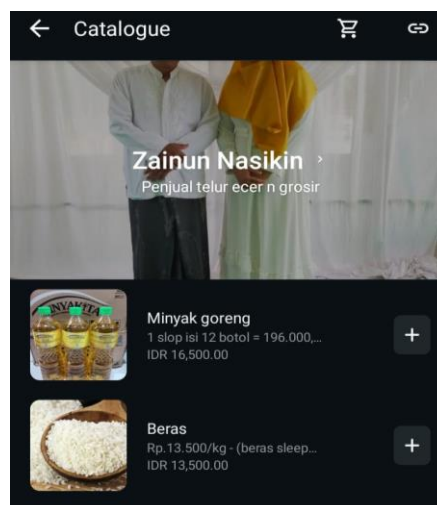 Catalogue
Zainun Nasikin
Penjual telur ecer n grosir
MINYAKITA
Minyak goreng
1 slop isi 12 botol = 196.000,...
IDR 16,500.00
Beras
Rp.13.500/kg - (beras sleep...
IDR 13,500.00